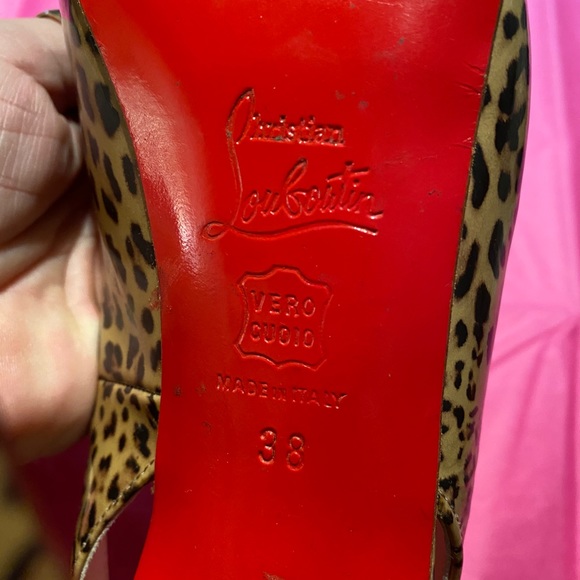 Christian
Louboutin
VERO
CUOIO
MADE IN ITALY
38